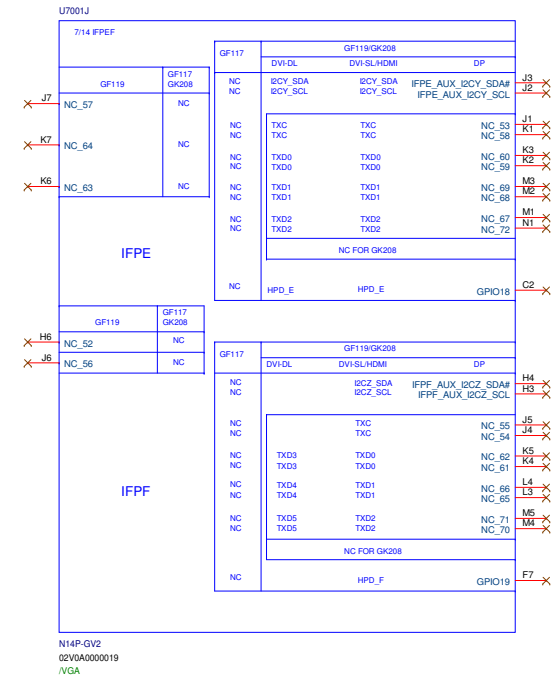 U7001J
7/14 IFPEF
GF119 GF117 GK208
J7 NC_57 NC
K7 NC_64 NC
K6 NC_63 NC
IFPE
GF117 GF119/GK208
DVI-DL DVI-SL/HDMI DP
NC I2CY_SDA I2CY_SDA IFPE_AUX_I2CY_SDA# J3
NC I2CY_SCL I2CY_SCL IFPE_AUX_I2CY_SCL J2
NC TXC TXC NC_53 J1
NC TXC TXC NC_58 K1
NC TXD0 TXD0 NC_60 K3
NC TXD0 TXD0 NC_59 K2
NC TXD1 TXD1 NC_69 M3
NC TXD1 TXD1 NC_68 M2
NC TXD2 TXD2 NC_67 M1
NC TXD2 TXD2 NC_72 N1
NC FOR GK208
NC HPD_E HPD_E GPIO18 C2
GF119 GF117 GK208
H6 NC_52 NC
J6 NC_56 NC
IFPF
GF117 GF119/GK208
DVI-DL DVI-SL/HDMI DP
NC I2CZ_SDA IFPF_AUX_I2CZ_SDA# H4
NC I2CZ_SCL IFPF_AUX_I2CZ_SCL H3
NC TXC NC_55 J5
NC TXC NC_54 J4
NC TXD3 TXD0 NC_62 K5
NC TXD3 TXD0 NC_61 K4
NC TXD4 TXD1 NC_66 L4
NC TXD4 TXD1 NC_65 L3
NC TXD5 TXD2 NC_71 M5
NC TXD5 TXD2 NC_70 M4
NC FOR GK208
NC HPD_F GPIO19 F7
N14P-GV2
02V0A0000019
/VGA